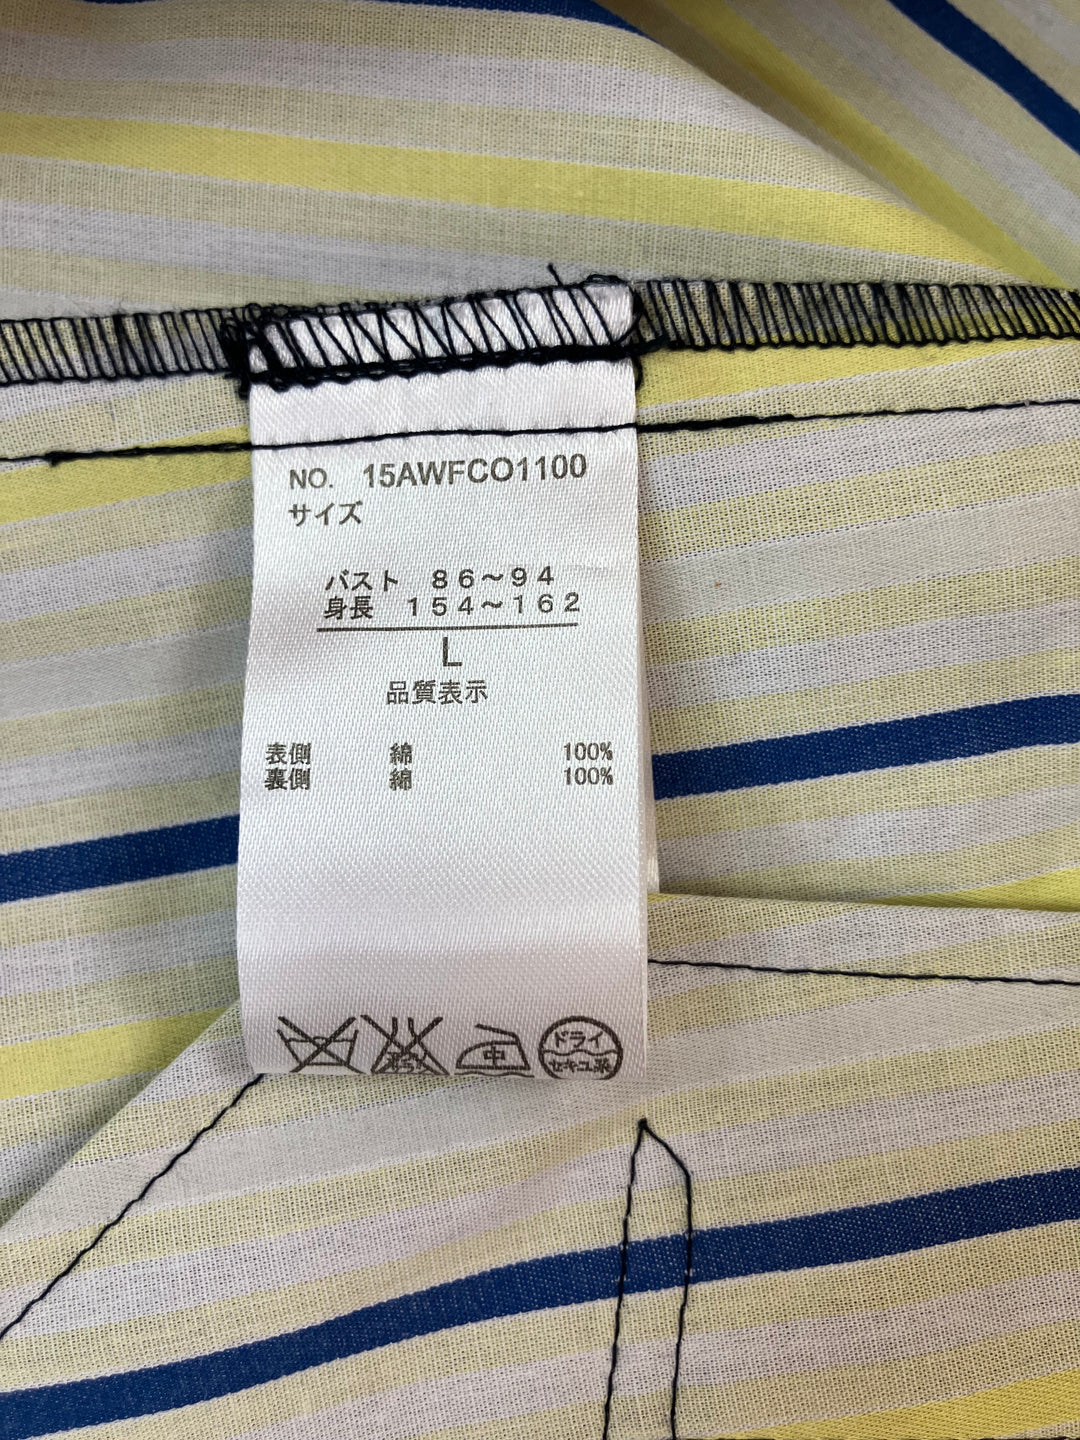 NO. 15AWFCO1100
サイズ
バスト 86～94
身長 154～162
L
品質表示
表側 綿 100%
裏側 綿 100%
中
ドライ
セキユ系